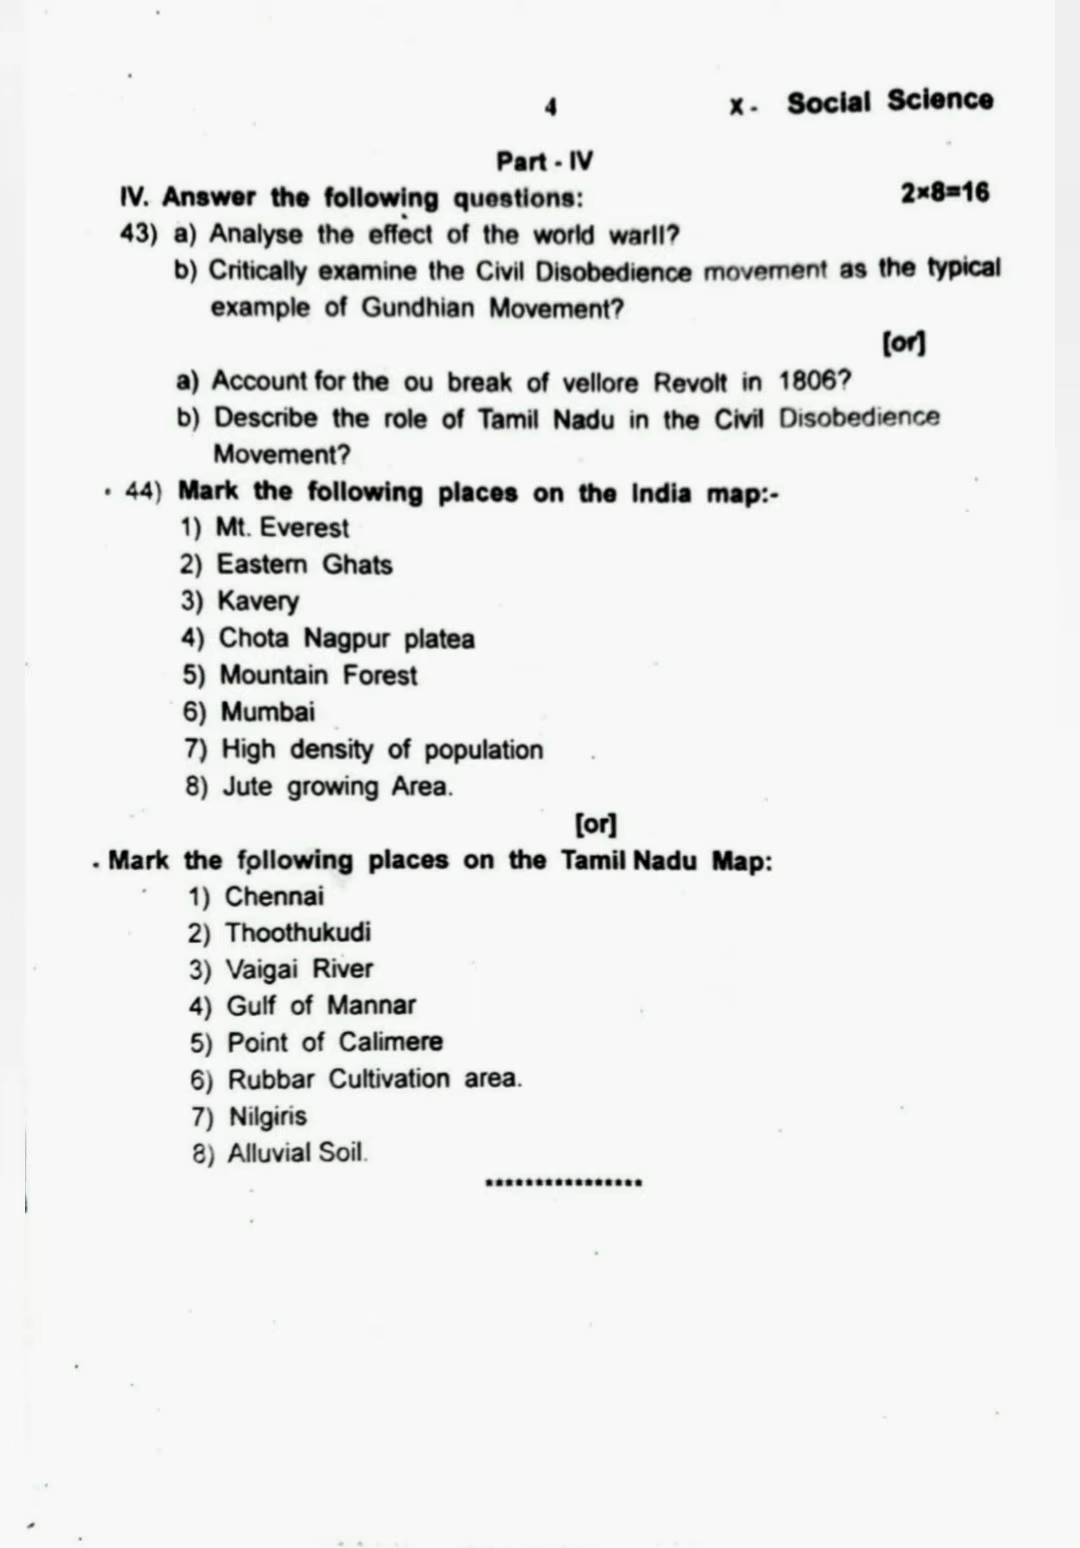 4 X - Social Science
Part - IV
IV. Answer the following questions: 2×8=16
43) a) Analyse the effect of the world warII?
b) Critically examine the Civil Disobedience movement as the typical
example of Gundhian Movement?
[or]
a) Account for the ou break of vellore Revolt in 1806?
b) Describe the role of Tamil Nadu in the Civil Disobedience
Movement?
44) Mark the following places on the India map:-
1) Mt. Everest
2) Eastern Ghats
3) Kavery
4) Chota Nagpur platea
5) Mountain Forest
6) Mumbai
7) High density of population
8) Jute growing Area.
[or]
Mark the following places on the Tamil Nadu Map:
1) Chennai
2) Thoothukudi
3) Vaigai River
4) Gulf of Mannar
5) Point of Calimere
6) Rubbar Cultivation area.
7) Nilgiris
8) Alluvial Soil.
****************